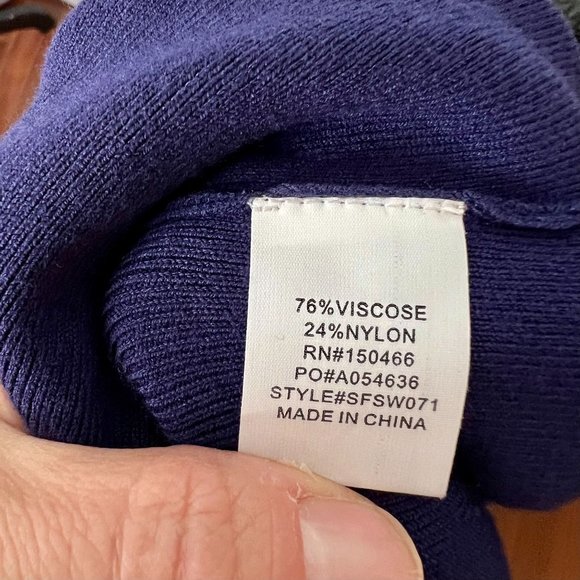 76%VISCOSE
24%NYLON
RN#150466
PO#A054636
STYLE#SFSW071
MADE IN CHINA